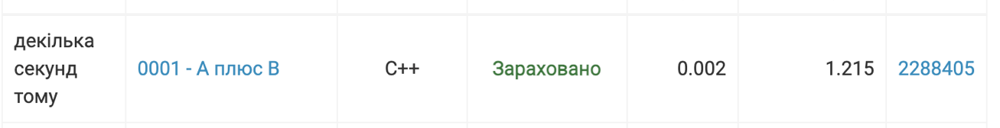 декілька
секунд
тому
0001 - А плюс В
C++
Зараховано
0.002
1.215
2288405